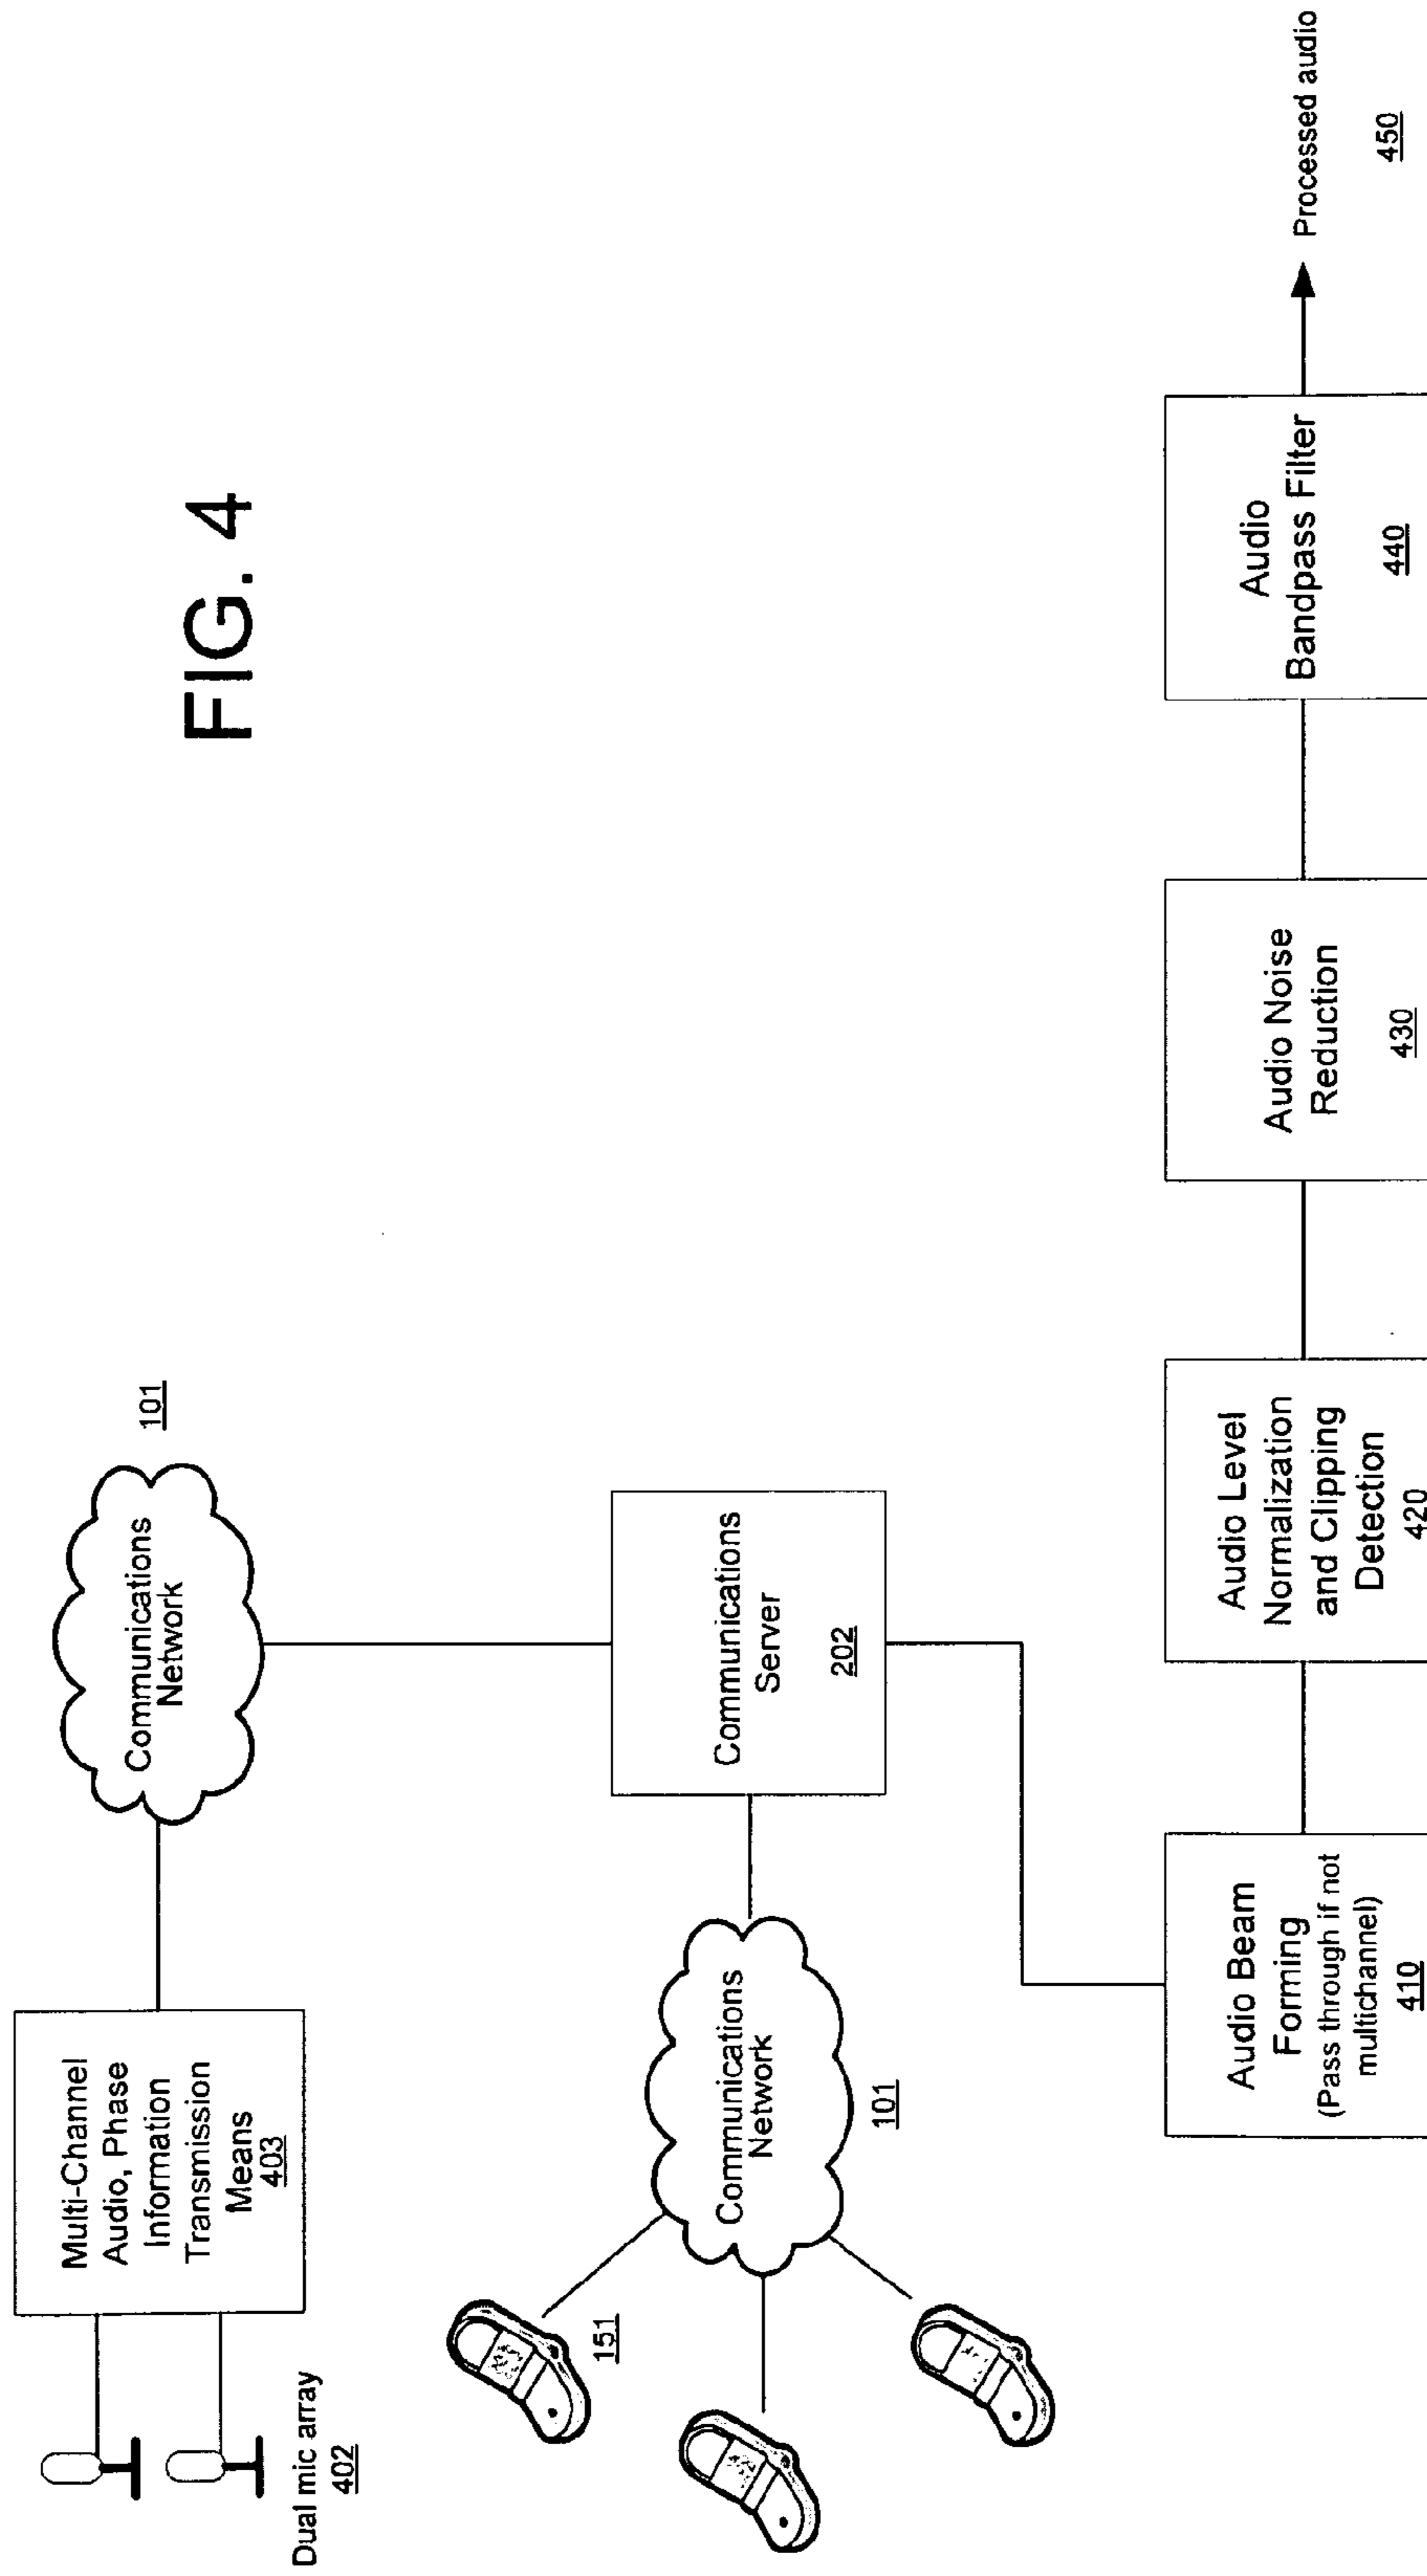 FIG. 4
Dual mic array
402
Multi-Channel
Audio, Phase
Information
Transmission
Means
403
Communications
Network
101
151
Communications
Network
101
Communications
Server
202
Audio Beam
Forming
(Pass through if not
multichannel)
410
Audio Level
Normalization
and Clipping
Detection
420
Audio Noise
Reduction
430
Audio
Bandpass Filter
440
Processed audio
450